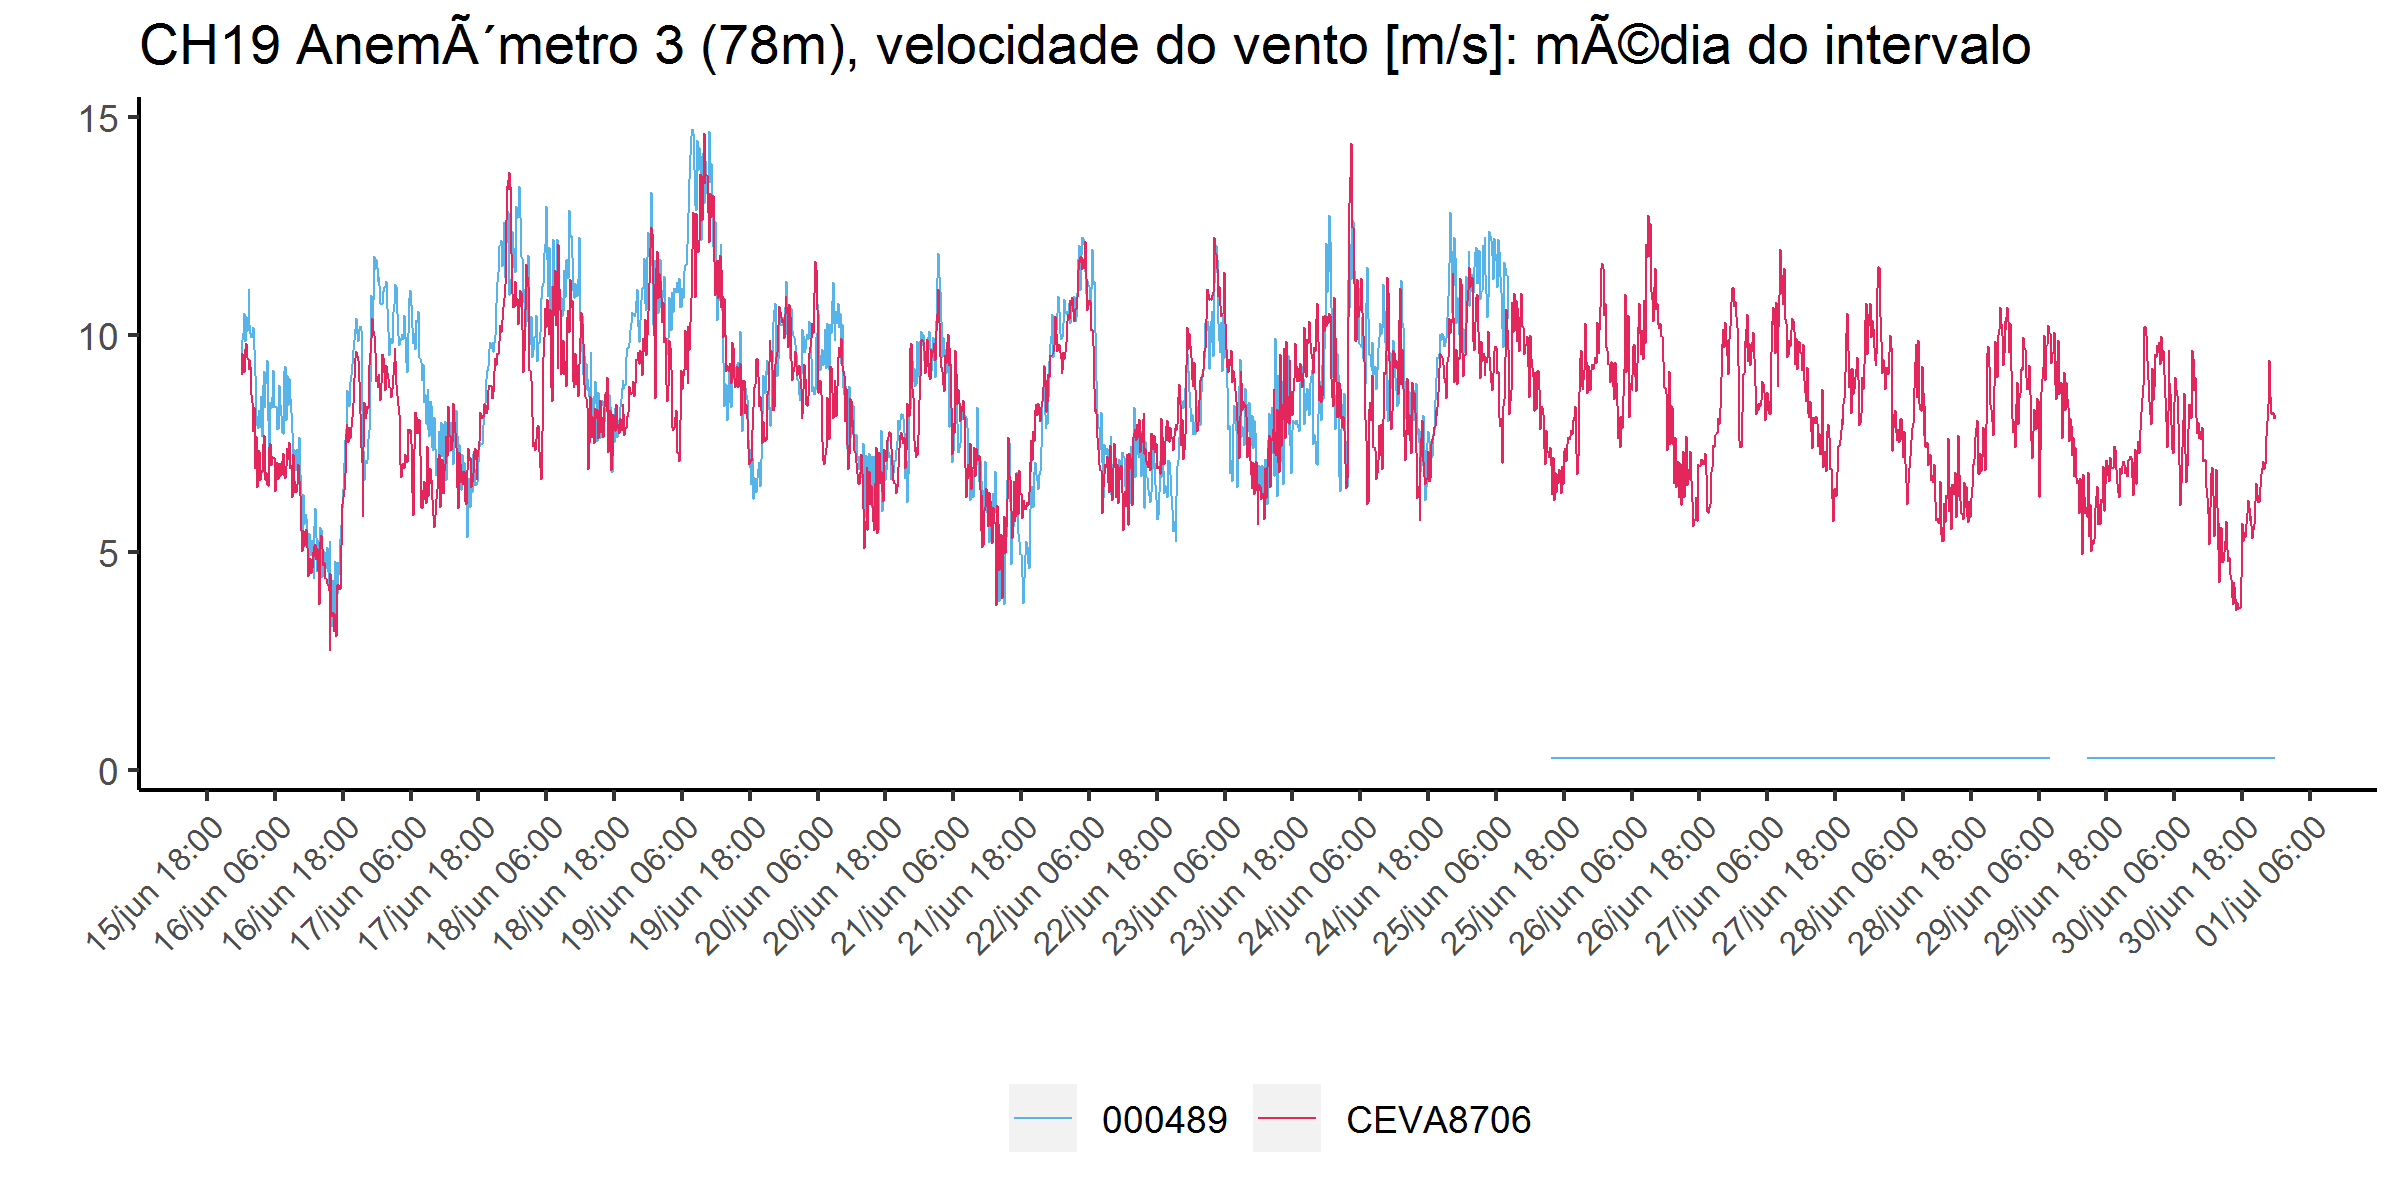 CH19 AnemÃ´metro 3 (78m), velocidade do vento [m/s]: mÃ©dia do intervalo
15
10
5
0
15/jun 18:00
16/jun 06:00
16/jun 18:00
17/jun 06:00
17/jun 18:00
18/jun 06:00
18/jun 18:00
19/jun 06:00
19/jun 18:00
20/jun 06:00
20/jun 18:00
21/jun 06:00
21/jun 18:00
22/jun 06:00
22/jun 18:00
23/jun 06:00
23/jun 18:00
24/jun 06:00
24/jun 18:00
25/jun 06:00
25/jun 18:00
26/jun 06:00
26/jun 18:00
27/jun 06:00
27/jun 18:00
28/jun 06:00
28/jun 18:00
29/jun 06:00
29/jun 18:00
30/jun 06:00
30/jun 18:00
01/jul 06:00
000489
CEVA8706